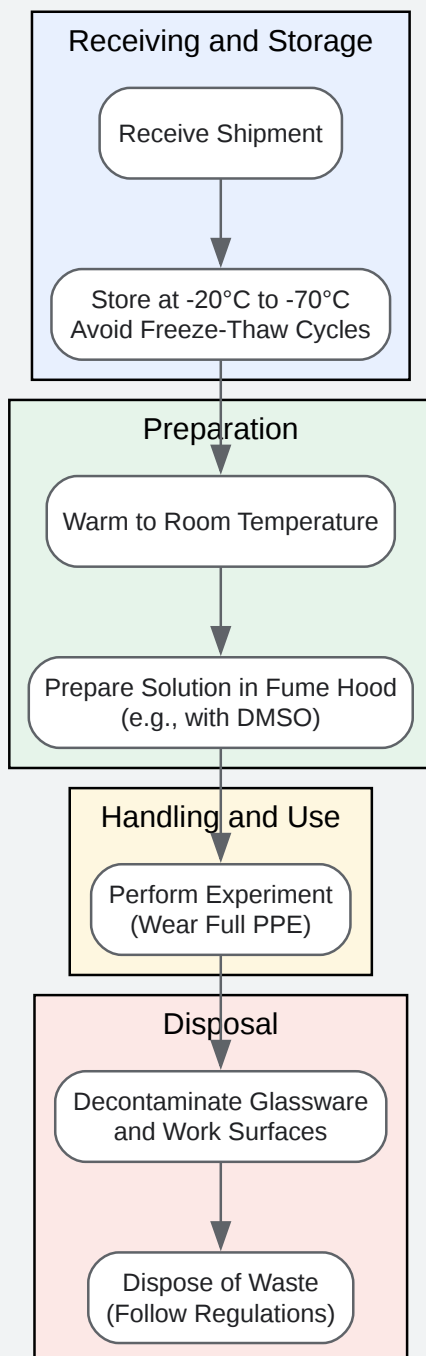 Receiving and Storage
Receive Shipment
Store at -20°C to -70°C
Avoid Freeze-Thaw Cycles
Preparation
Warm to Room Temperature
Prepare Solution in Fume Hood
(e.g., with DMSO)
Handling and Use
Perform Experiment
(Wear Full PPE)
Disposal
Decontaminate Glassware
and Work Surfaces
Dispose of Waste
(Follow Regulations)